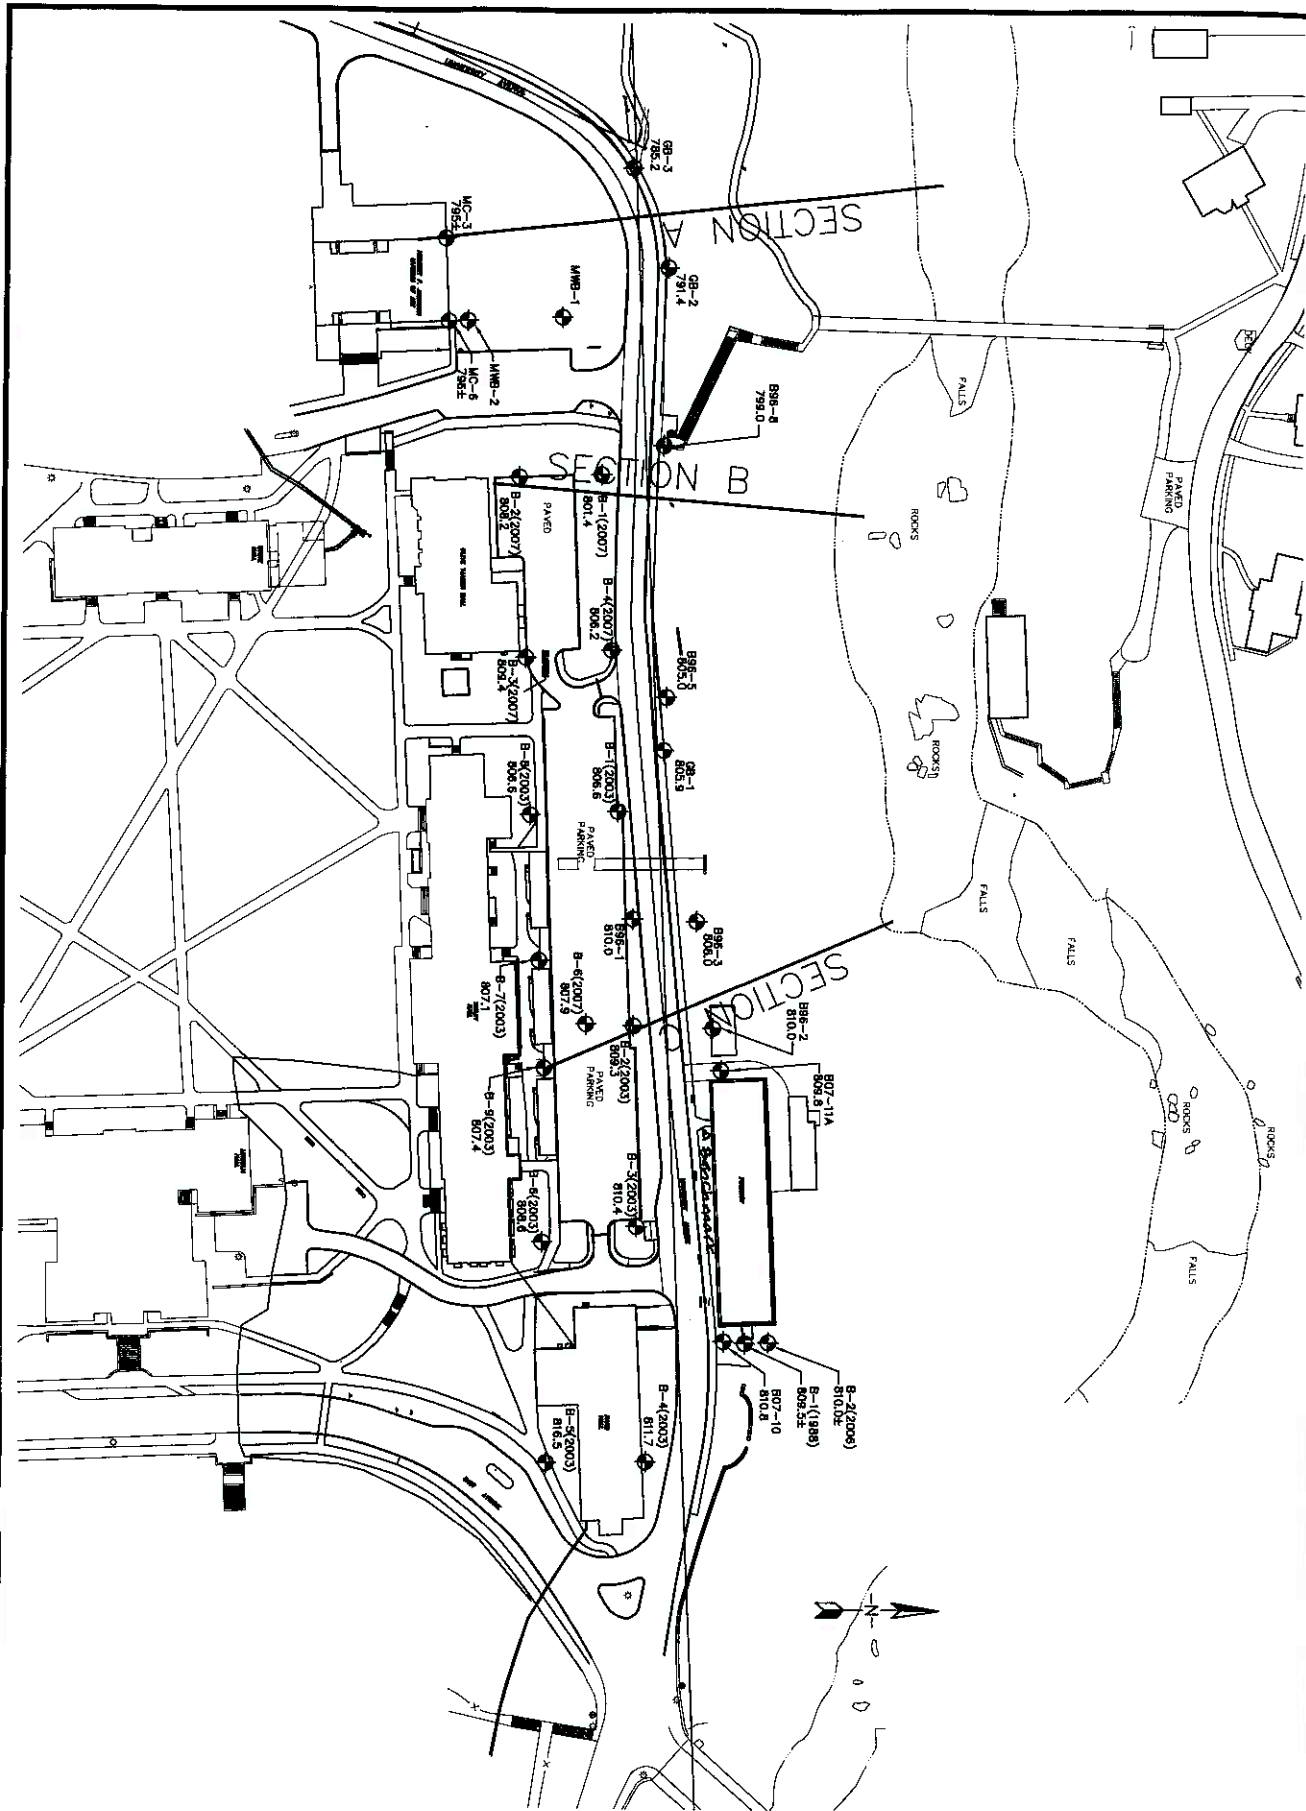 UNIVERSITY AVENUE
GB-3
785.2
SECTION A
MC-3
795±
GB-2
791.4
MWB-1
MWB-2
MC-6
796±
DECK
FALLS
B96-8
799.0
SECTION B
PAVED
PARKING
ROCKS
B-1(2007)
801.4
B-2(2007)
808.2
PAVED
B-4(2007)
806.2
B-3(2007)
809.4
B96-5
805.0
GB-1
805.9
ROCKS
B-8(2003)
806.6
B-1(2003)
806.6
PAVED
PARKING
FALLS
FALLS
B96-1
810.0
B96-3
806.0
SECTION C
B-6(2007)
807.9
B-7(2003)
807.1
B96-2
810.0
B-2(2003)
809.3
PAVED
PARKING
B07-11A
809.8
B-9(2003)
807.4
ROCKS
ROCKS
Benchmark
B-3(2003)
810.4
B-6(2003)
808.6
FALLS
B-2(2006)
810.0±
B-1(1988)
809.5±
B07-10
810.8
B-4(2003)
811.7
B-5(2003)
816.5
N